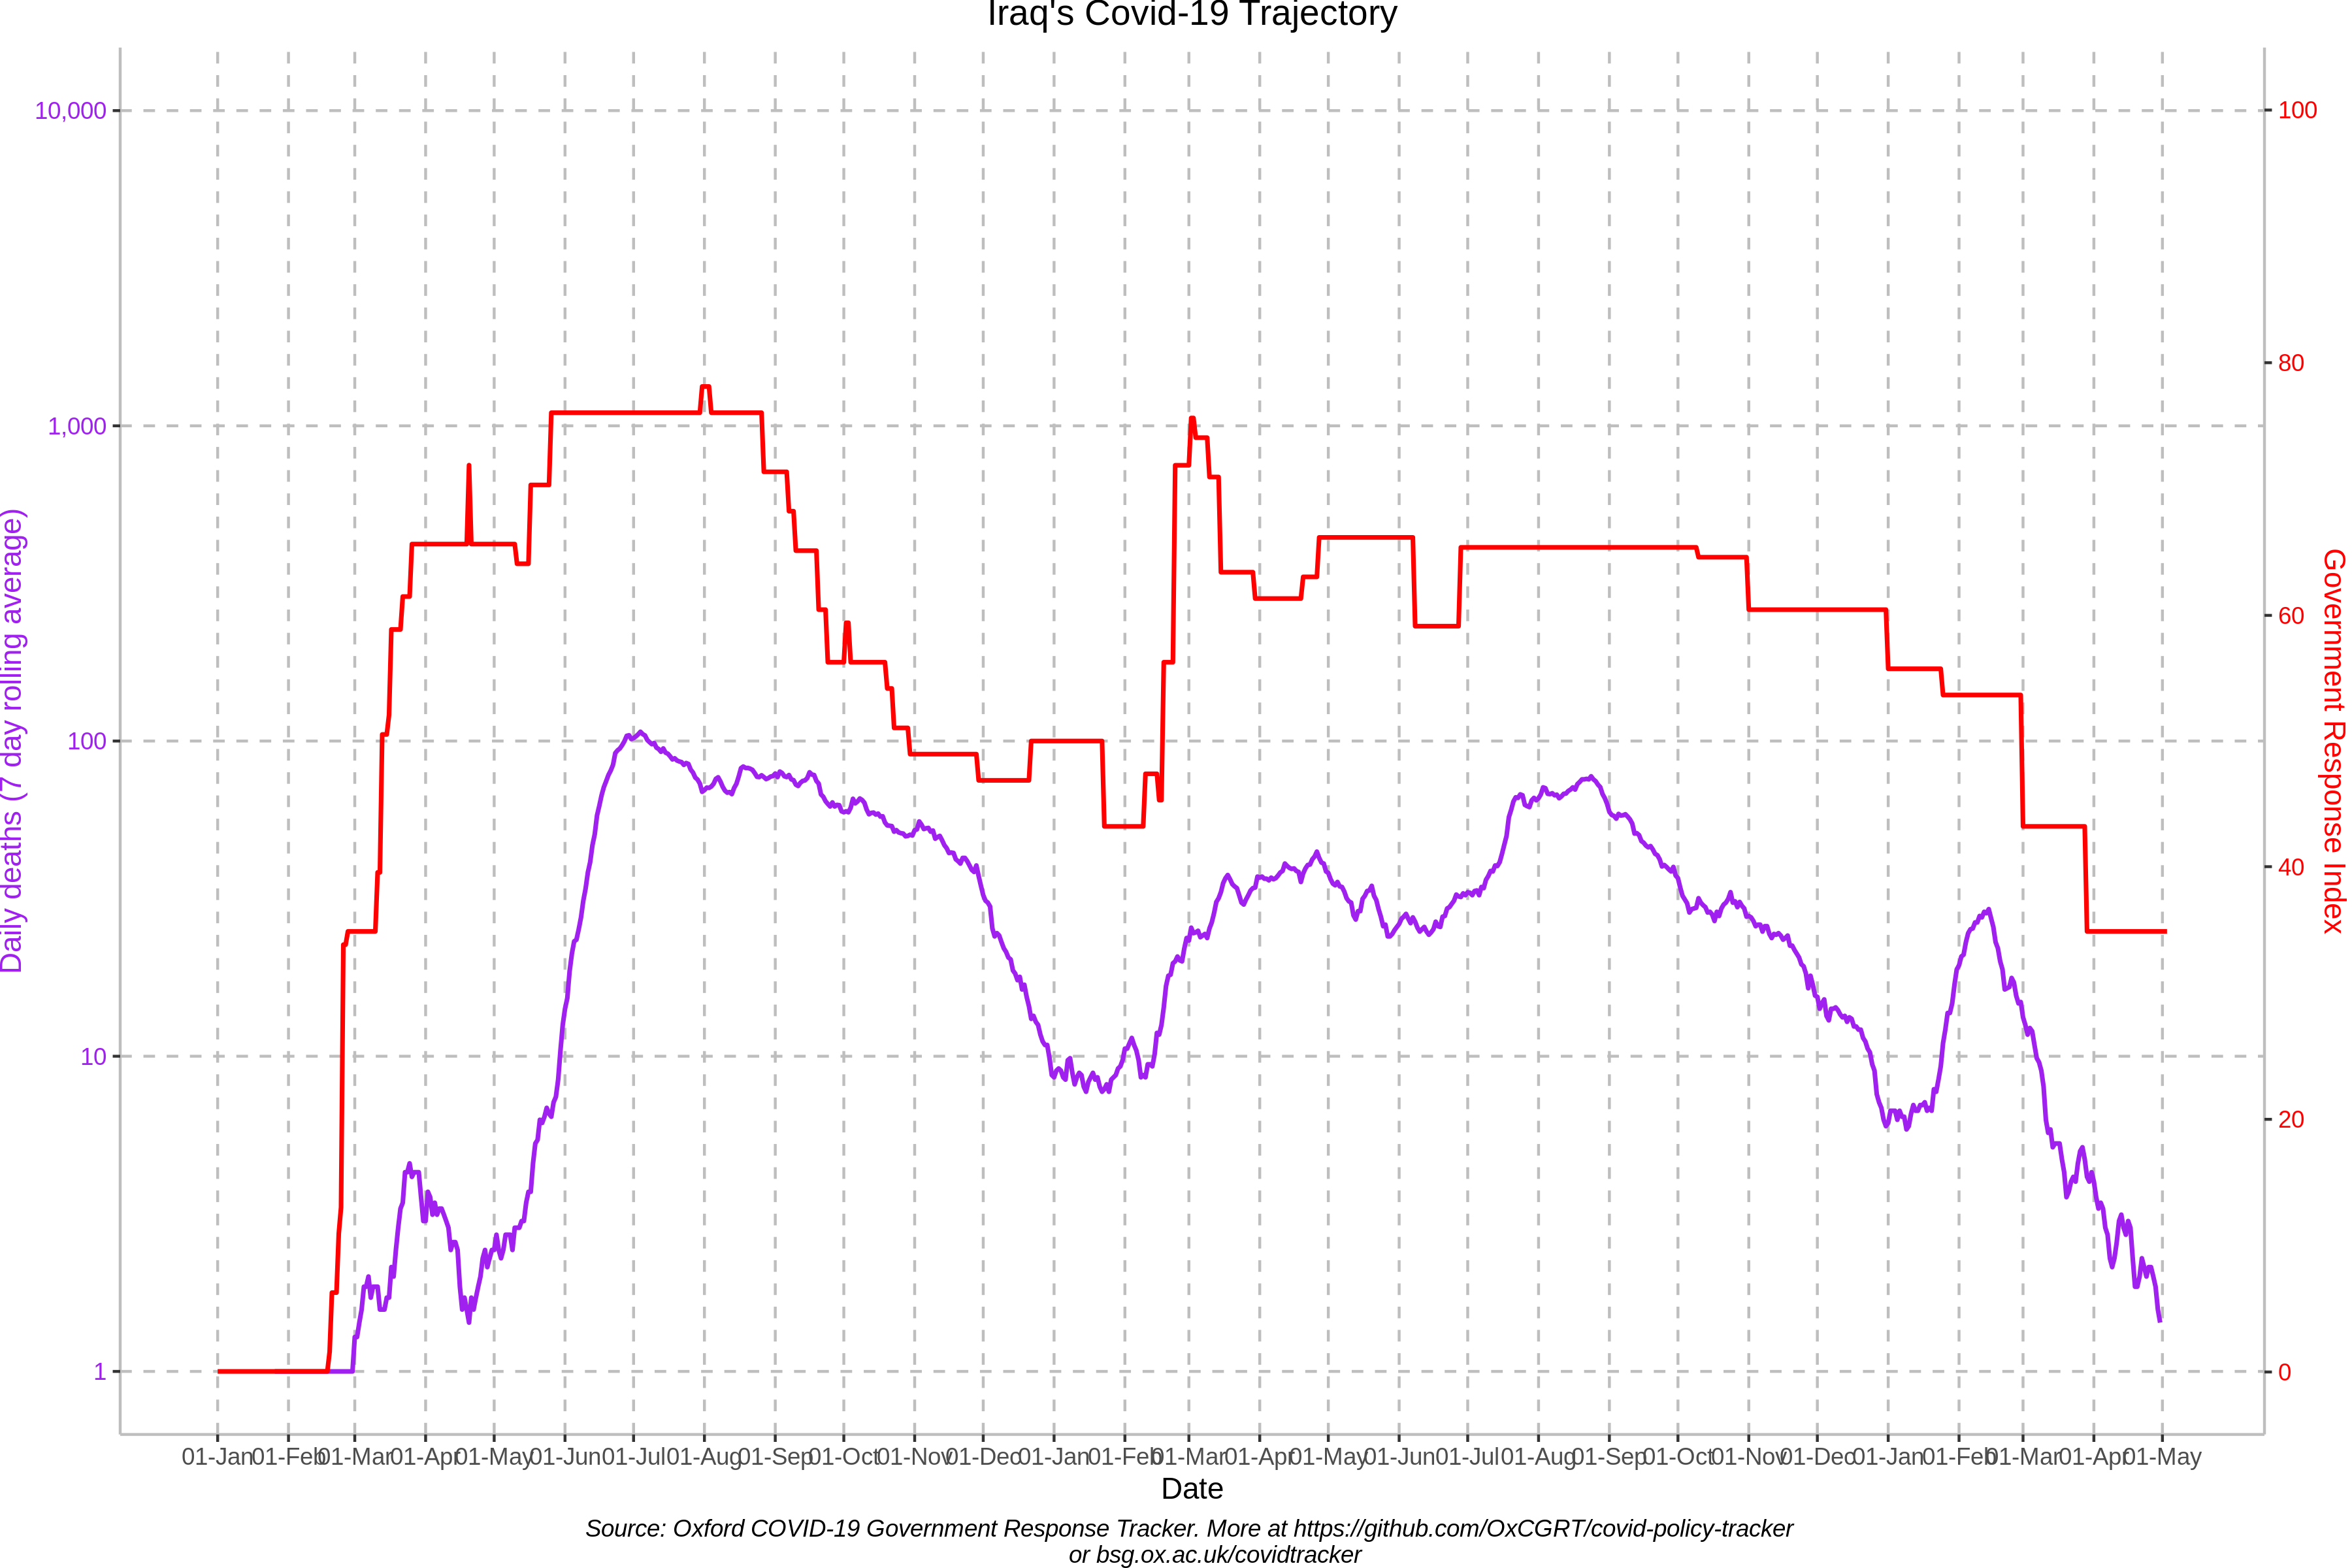 Iraq's Covid-19 Trajectory
10,000
1,000
100
10
1
Daily deaths (7 day rolling average)
100
80
60
40
20
0
Government Response Index
01-Jan 01-Feb 01-Mar 01-Apr 01-May 01-Jun 01-Jul 01-Aug 01-Sep 01-Oct 01-Nov 01-Dec 01-Jan 01-Feb 01-Mar 01-Apr 01-May 01-Jun 01-Jul 01-Aug 01-Sep 01-Oct 01-Nov 01-Dec 01-Jan 01-Feb 01-Mar 01-Apr 01-May
Date
Source: Oxford COVID-19 Government Response Tracker. More at https://github.com/OxCGRT/covid-policy-tracker
or bsg.ox.ac.uk/covidtracker